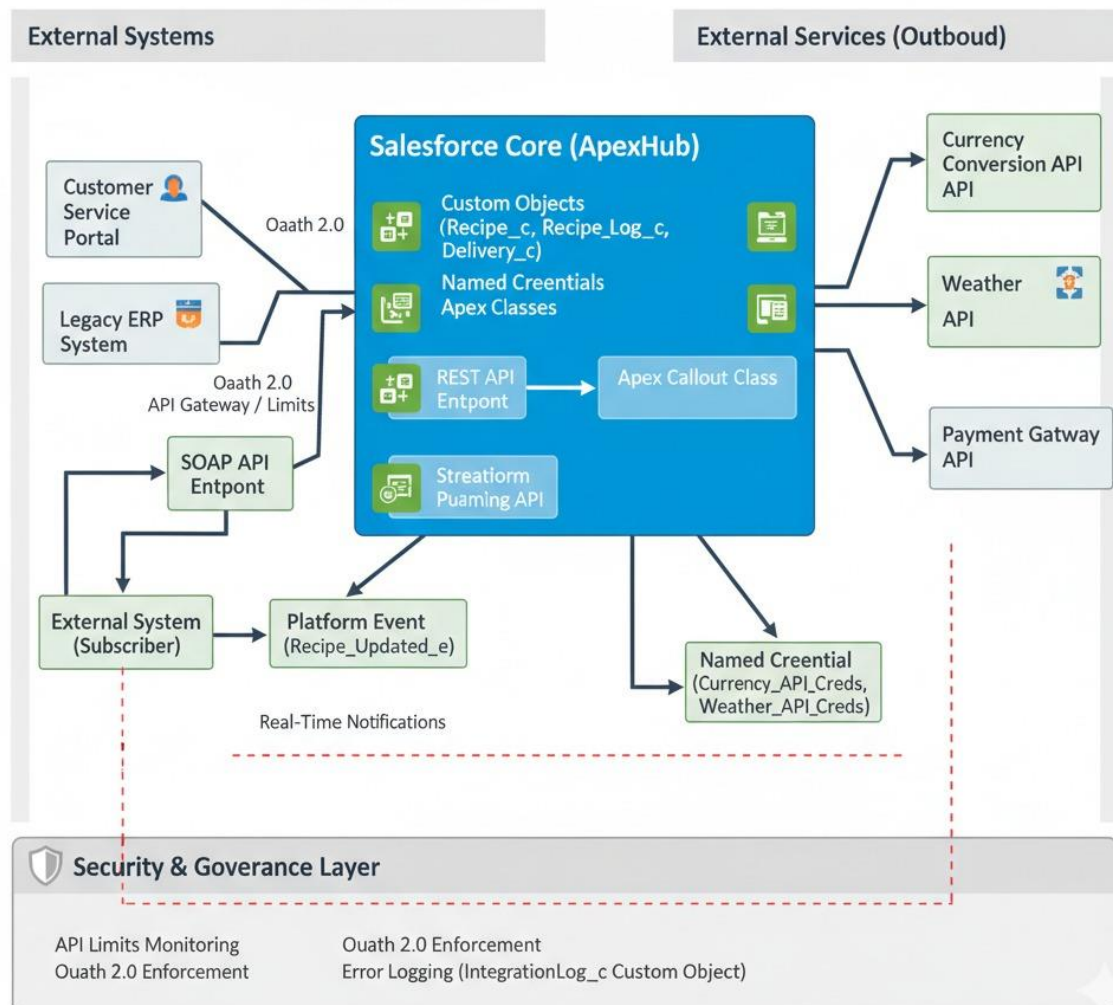 External Systems
External Services (Outboud)
Customer
Service
Portal
Legacy ERP
System
Oaath 2.0
Oaath 2.0
API Gateway / Limits
SOAP API
Entpont
External System
(Subscriber)
Salesforce Core (ApexHub)
Custom Objects
(Recipe_c, Recipe_Log_c,
Delivery_c)
Named Crentials
Apex Classes
REST API
Entpont
Apex Callout Class
Streatlorm
Puaming API
Platform Event
(Recipe_Updated_e)
Real-Time Notifications
Named Creential
(Currency_API_Creds,
Weather_API_Creds)
Currency
Conversion API
API
Weather
API
Payment Gatway
API
Security & Goverance Layer
API Limits Monitoring
Ouath 2.0 Enforcement
Ouath 2.0 Enforcement
Error Logging (IntegrationLog_c Custom Object)